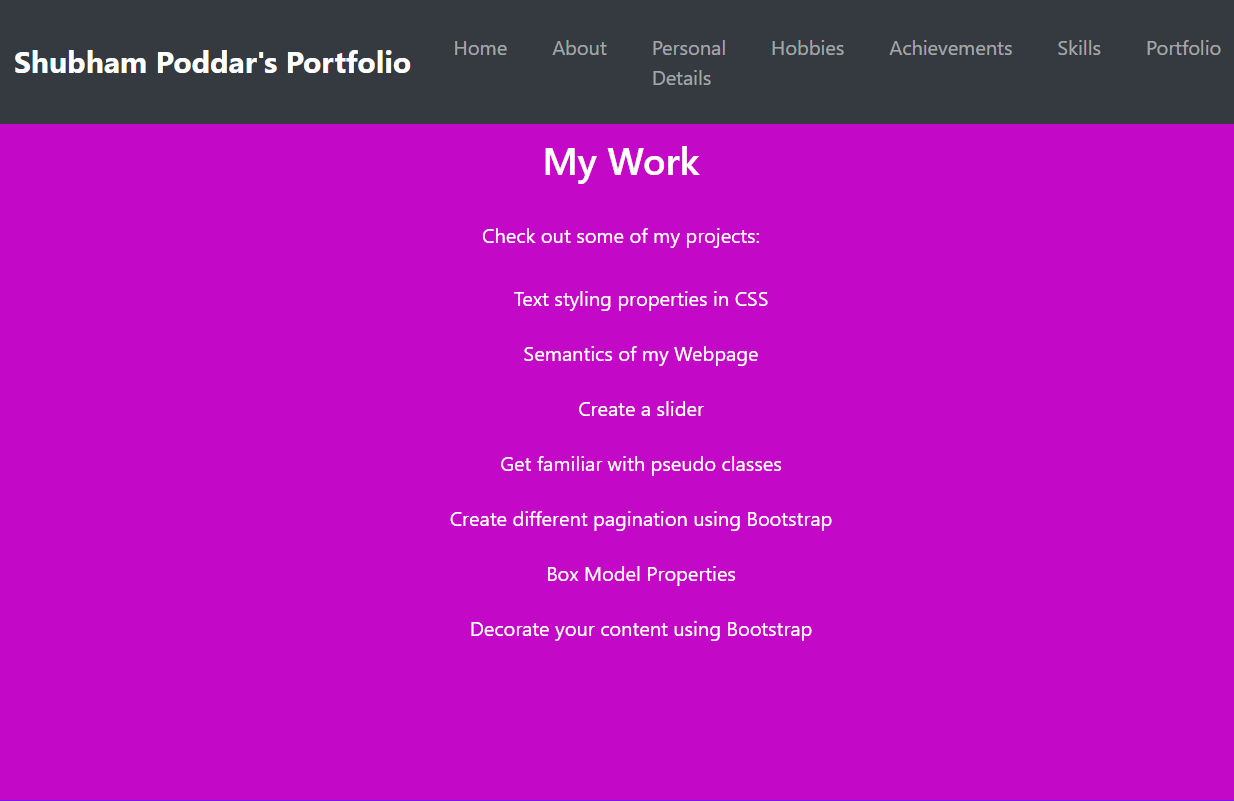 Shubham Poddar's Portfolio
Home
About
Personal
Details
Hobbies
Achievements
Skills
Portfolio
My Work
Check out some of my projects:
Text styling properties in CSS
Semantics of my Webpage
Create a slider
Get familiar with pseudo classes
Create different pagination using Bootstrap
Box Model Properties
Decorate your content using Bootstrap